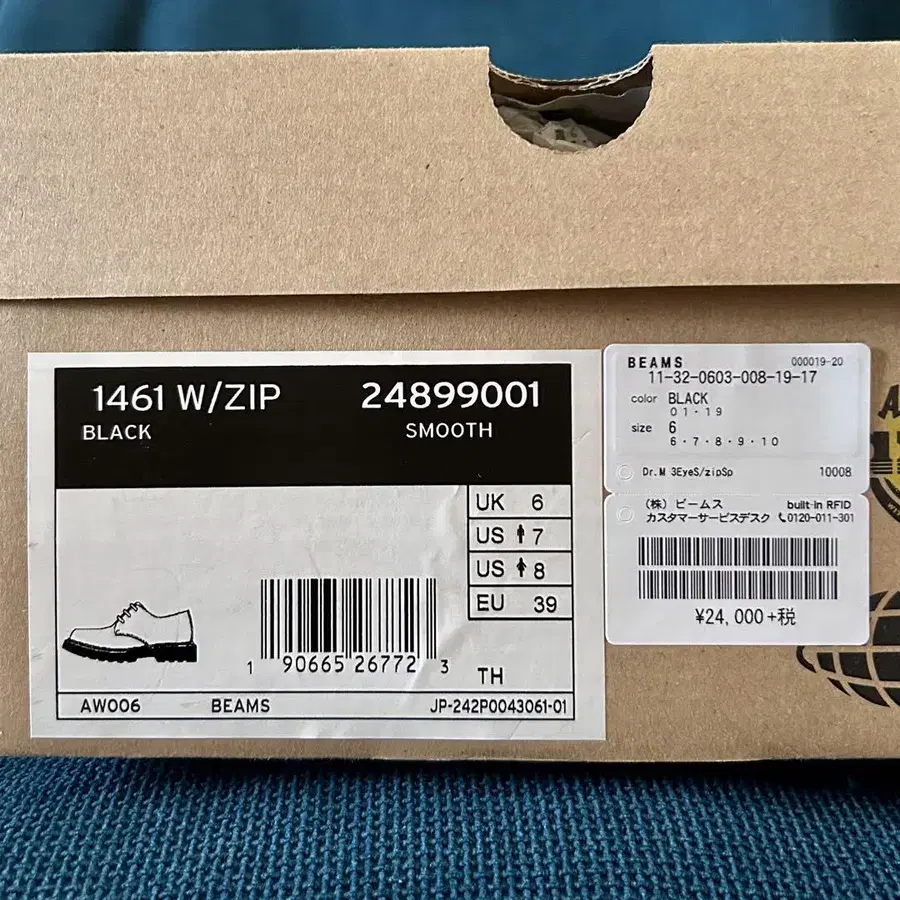 1461 W/ZIP 24899001
BLACK SMOOTH
UK 6
US 7
US 8
EU 39
1 90665 26772 3
TH
AW006 BEAMS JP-242P0043061-01
BEAMS 000019-20
11-32-0603-008-19-17
color BLACK
01・19
size 6
6・7・8・9・10
Dr.M 3EyeS/zipSp 10008
(株) ビームス built-in RFID
カスタマーサービスデスク 0120-011-301
¥24,000+税